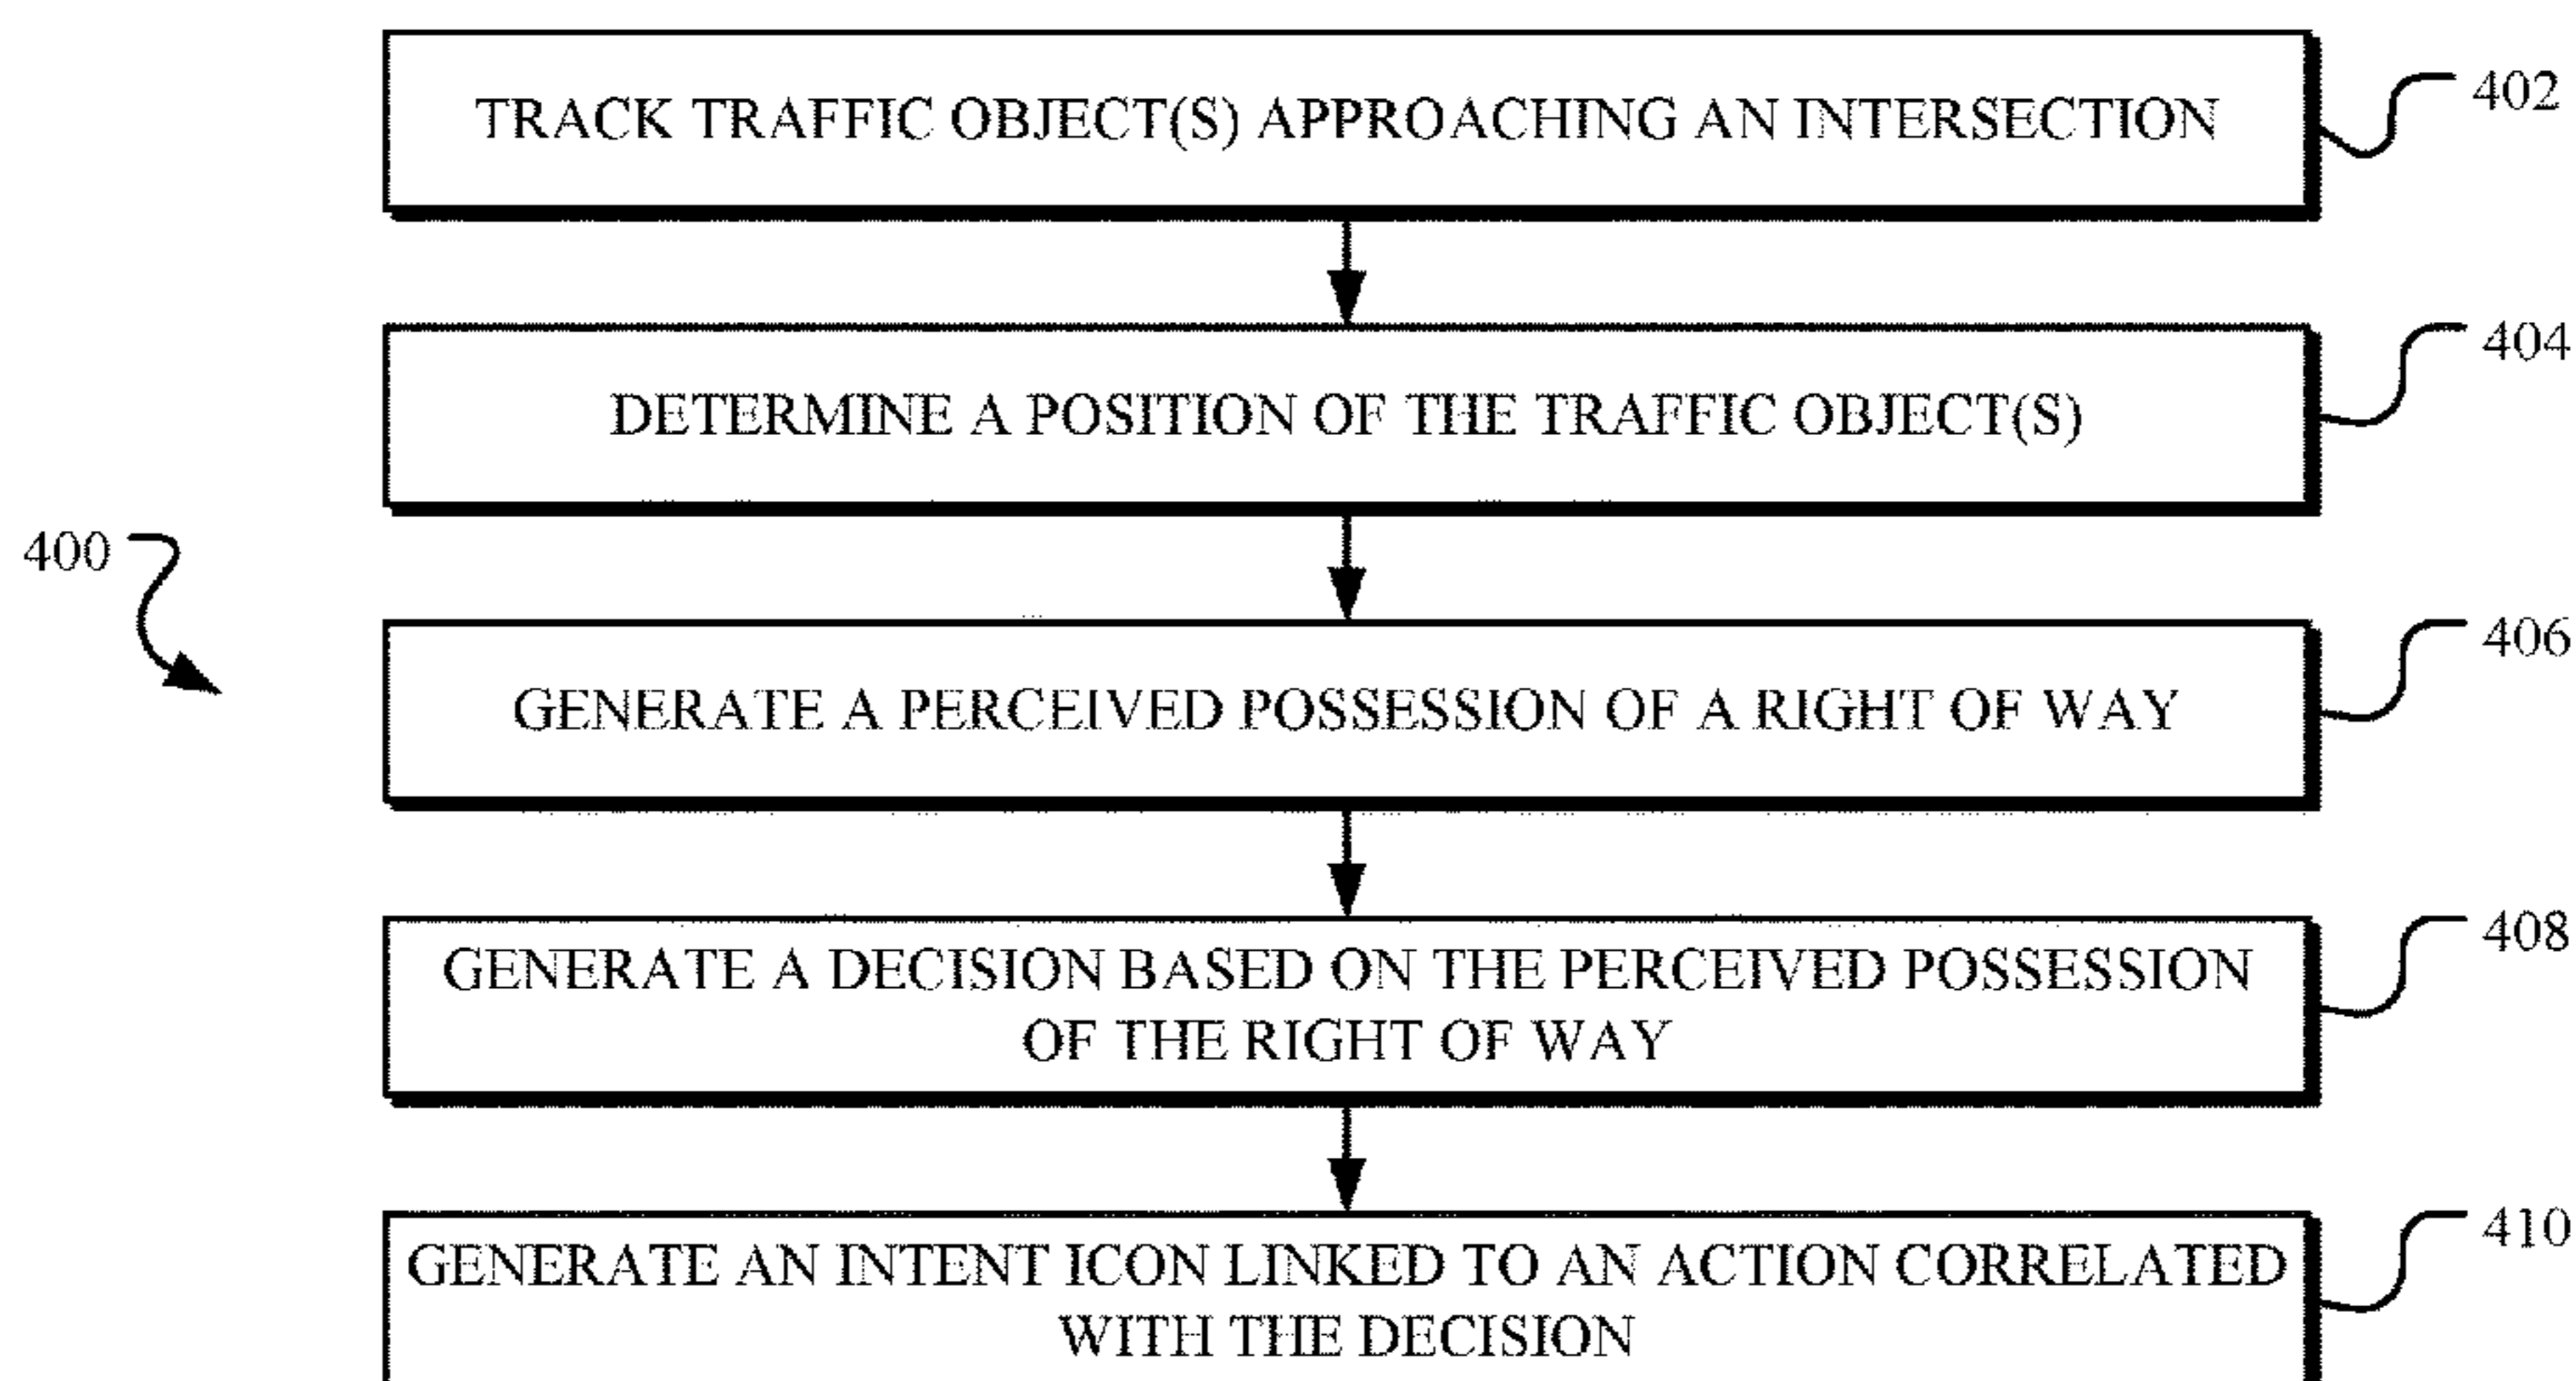 TRACK TRAFFIC OBJECT(S) APPROACHING AN INTERSECTION
402
DETERMINE A POSITION OF THE TRAFFIC OBJECT(S)
404
400
GENERATE A PERCEIVED POSSESSION OF A RIGHT OF WAY
406
GENERATE A DECISION BASED ON THE PERCEIVED POSSESSION
OF THE RIGHT OF WAY
408
GENERATE AN INTENT ICON LINKED TO AN ACTION CORRELATED
WITH THE DECISION
410